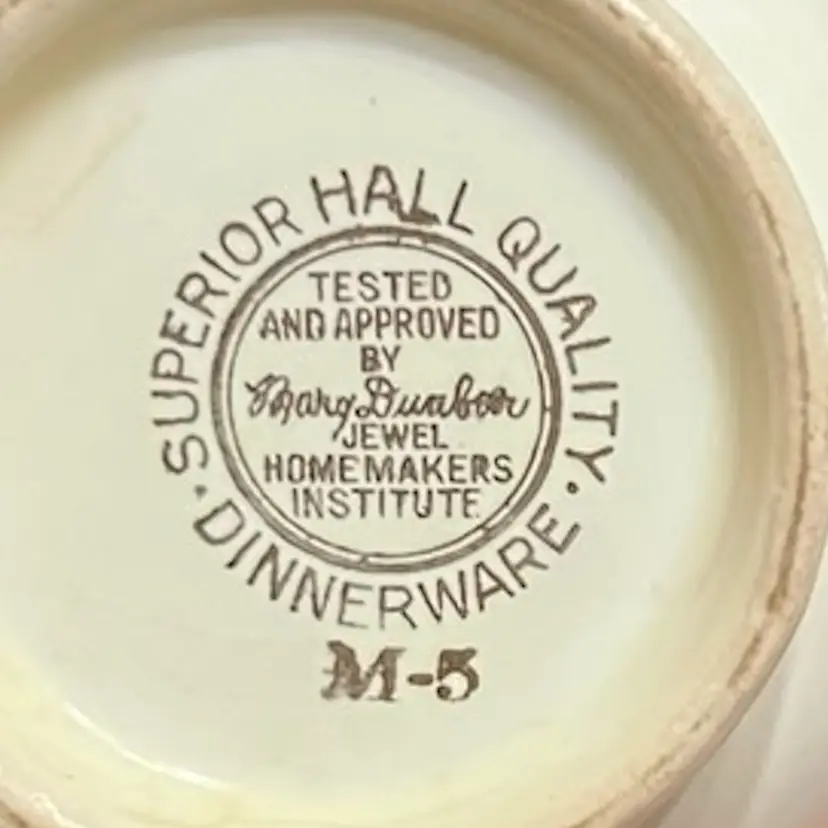 SUPERIOR HALL QUALITY
· DINNERWARE ·
TESTED
AND APPROVED
BY
Mary Dunbar
JEWEL
HOMEMAKERS
INSTITUTE
M-5